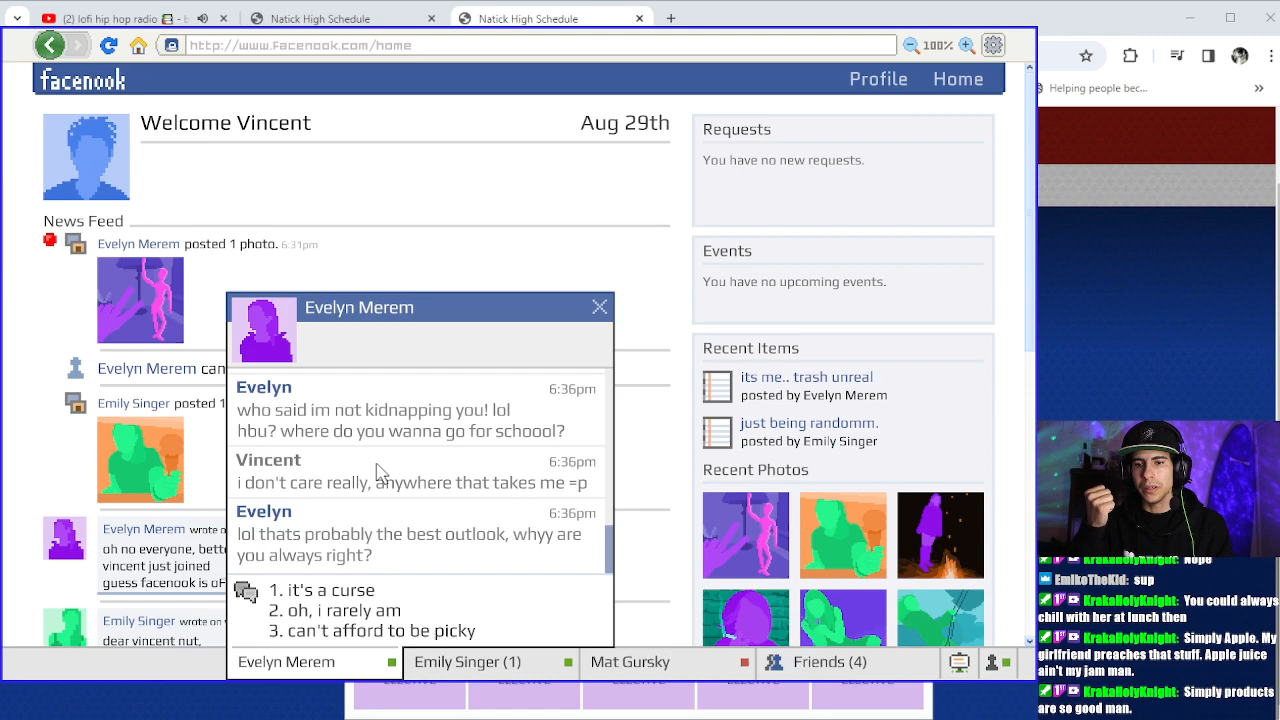 (2) lofi hip hop radio
Natick High Schedule
Natick High Schedule
http://www.facenook.com/home
100%
Helping people bec...
»
facenook
Profile
Home
Welcome Vincent
Aug 29th
News Feed
Evelyn Merem posted 1 photo. 6:31pm
Evelyn Merem can
Emily Singer posted 1
Evelyn Merem wrote o
oh no everyone, bett
vincent just joined
guess facenook is of
Emily Singer wrote on
dear vincent nut,
Requests
You have no new requests.
Events
You have no upcoming events.
Recent Items
its me.. trash unreal
posted by Evelyn Merem
just being randomm.
posted by Emily Singer
Recent Photos
Evelyn Merem
Evelyn 6:36pm
who said im not kidnapping you! lol
hbu? where do you wanna go for schoool?
Vincent 6:36pm
i don't care really, anywhere that takes me =p
Evelyn 6:36pm
lol thats probably the best outlook, whyy are
you always right?
1. it's a curse
2. oh, i rarely am
3. can't afford to be picky
Evelyn Merem
Emily Singer (1)
Mat Gursky
Friends (4)
KrakaHolyKnight: Nope
EmikoTheKid: sup
KrakaHolyKnight: You could always
chill with her at lunch then
KrakaHolyKnight: Simply Apple. My
girlfriend preaches that stuff. Apple juice
ain't my jam man.
KrakaHolyKnight: Simply products
are so good man.